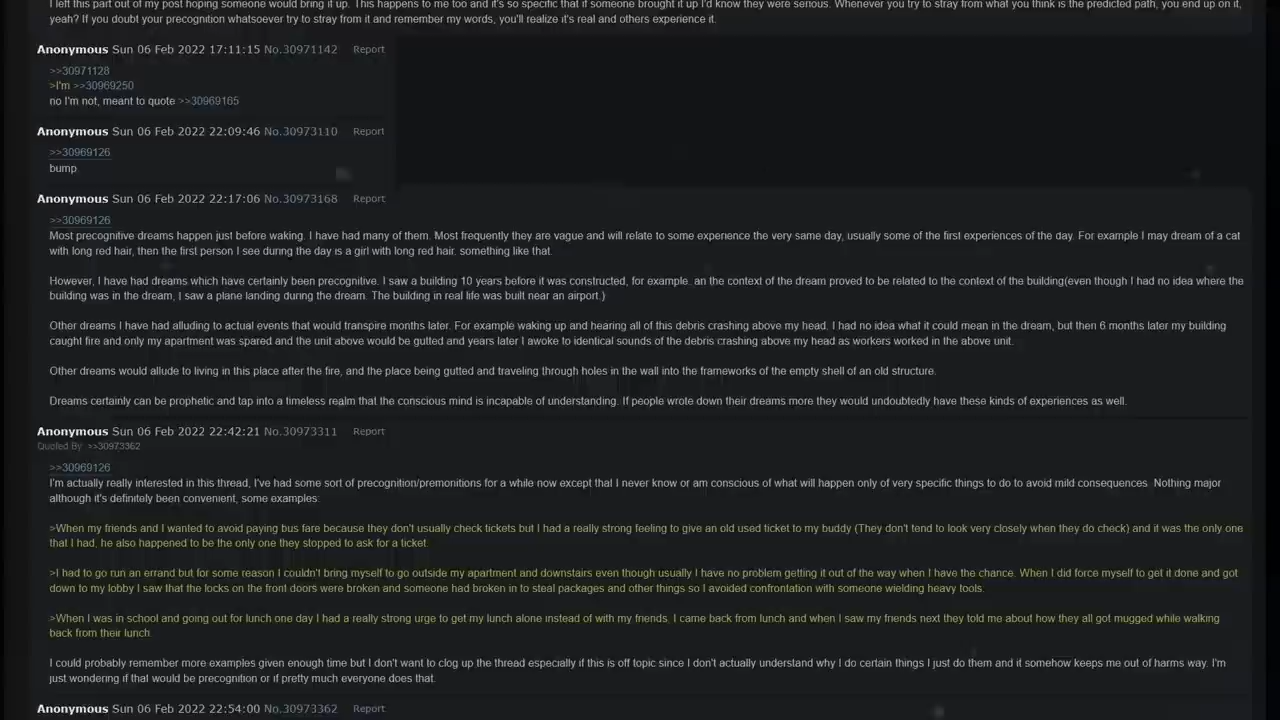 I left this part out of my post hoping someone would bring it up. This happens to me too and it's so specific that if someone brought it up I'd know they were serious. Whenever you try to stray from what you think is the predicted path, you end up on it,
yeah? If you doubt your precognition whatsoever try to stray from it and remember my words, you'll realize it's real and others experience it.
Anonymous Sun 06 Feb 2022 17:11:15 No.30971142 Report
>>30971128
>I'm >>30969250
no I'm not, meant to quote >>30969165
Anonymous Sun 06 Feb 2022 22:09:46 No.30973110 Report
>>30969126
bump
Anonymous Sun 06 Feb 2022 22:17:06 No.30973168 Report
>>30969126
Most precognitive dreams happen just before waking. I have had many of them. Most frequently they are vague and will relate to some experience the very same day, usually some of the first experiences of the day. For example I may dream of a cat
with long red hair, then the first person I see during the day is a girl with long red hair. something like that.
However, I have had dreams which have certainly been precognitive. I saw a building 10 years before it was constructed, for example. an the context of the dream proved to be related to the context of the building(even though I had no idea where the
building was in the dream, I saw a plane landing during the dream. The building in real life was built near an airport.)
Other dreams I have had alluding to actual events that would transpire months later. For example waking up and hearing all of this debris crashing above my head. I had no idea what it could mean in the dream, but then 6 months later my building
caught fire and only my apartment was spared and the unit above would be gutted and years later I awoke to identical sounds of the debris crashing above my head as workers worked in the above unit.
Other dreams would allude to living in this place after the fire, and the place being gutted and traveling through holes in the wall into the frameworks of the empty shell of an old structure.
Dreams certainly can be prophetic and tap into a timeless realm that the conscious mind is incapable of understanding. If people wrote down their dreams more they would undoubtedly have these kinds of experiences as well.
Anonymous Sun 06 Feb 2022 22:42:21 No.30973311 Report
Quoted By: >>30973362
>>30969126
I'm actually really interested in this thread, I've had some sort of precognition/premonitions for a while now except that I never know or am conscious of what will happen only of very specific things to do to avoid mild consequences. Nothing major
although it's definitely been convenient, some examples:
>When my friends and I wanted to avoid paying bus fare because they don't usually check tickets but I had a really strong feeling to give an old used ticket to my buddy (They don't tend to look very closely when they do check) and it was the only one
that I had, he also happened to be the only one they stopped to ask for a ticket.
>I had to go run an errand but for some reason I couldn't bring myself to go outside my apartment and downstairs even though usually I have no problem getting it out of the way when I have the chance. When I did force myself to get it done and got
down to my lobby I saw that the locks on the front doors were broken and someone had broken in to steal packages and other things so I avoided confrontation with someone wielding heavy tools.
>When I was in school and going out for lunch one day I had a really strong urge to get my lunch alone instead of with my friends, I came back from lunch and when I saw my friends next they told me about how they all got mugged while walking
back from their lunch
I could probably remember more examples given enough time but I don't want to clog up the thread especially if this is off topic since I don't actually understand why I do certain things I just do them and it somehow keeps me out of harms way. I'm
just wondering if that would be precognition or if pretty much everyone does that.
Anonymous Sun 06 Feb 2022 22:54:00 No.30973362 Report